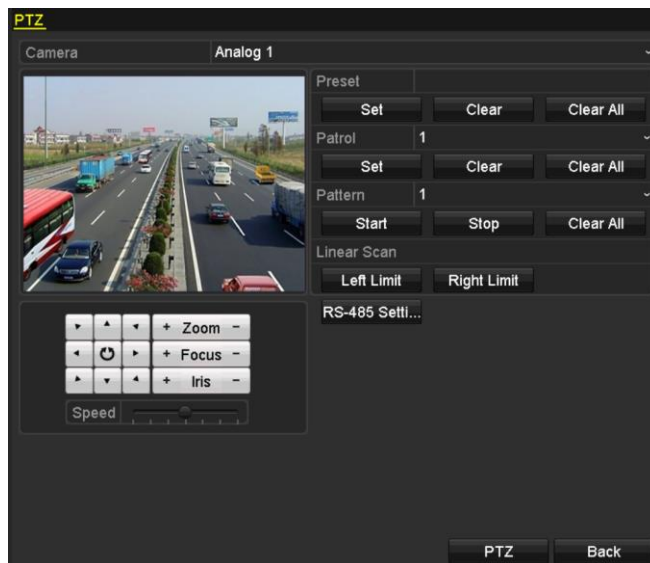 PTZ
Camera Analog 1
Preset
Set Clear Clear All
Patrol 1
Set Clear Clear All
Pattern 1
Start Stop Clear All
Linear Scan
Left Limit Right Limit
RS-485 Setti...
+ Zoom -
+ Focus -
+ Iris -
Speed
PTZ Back